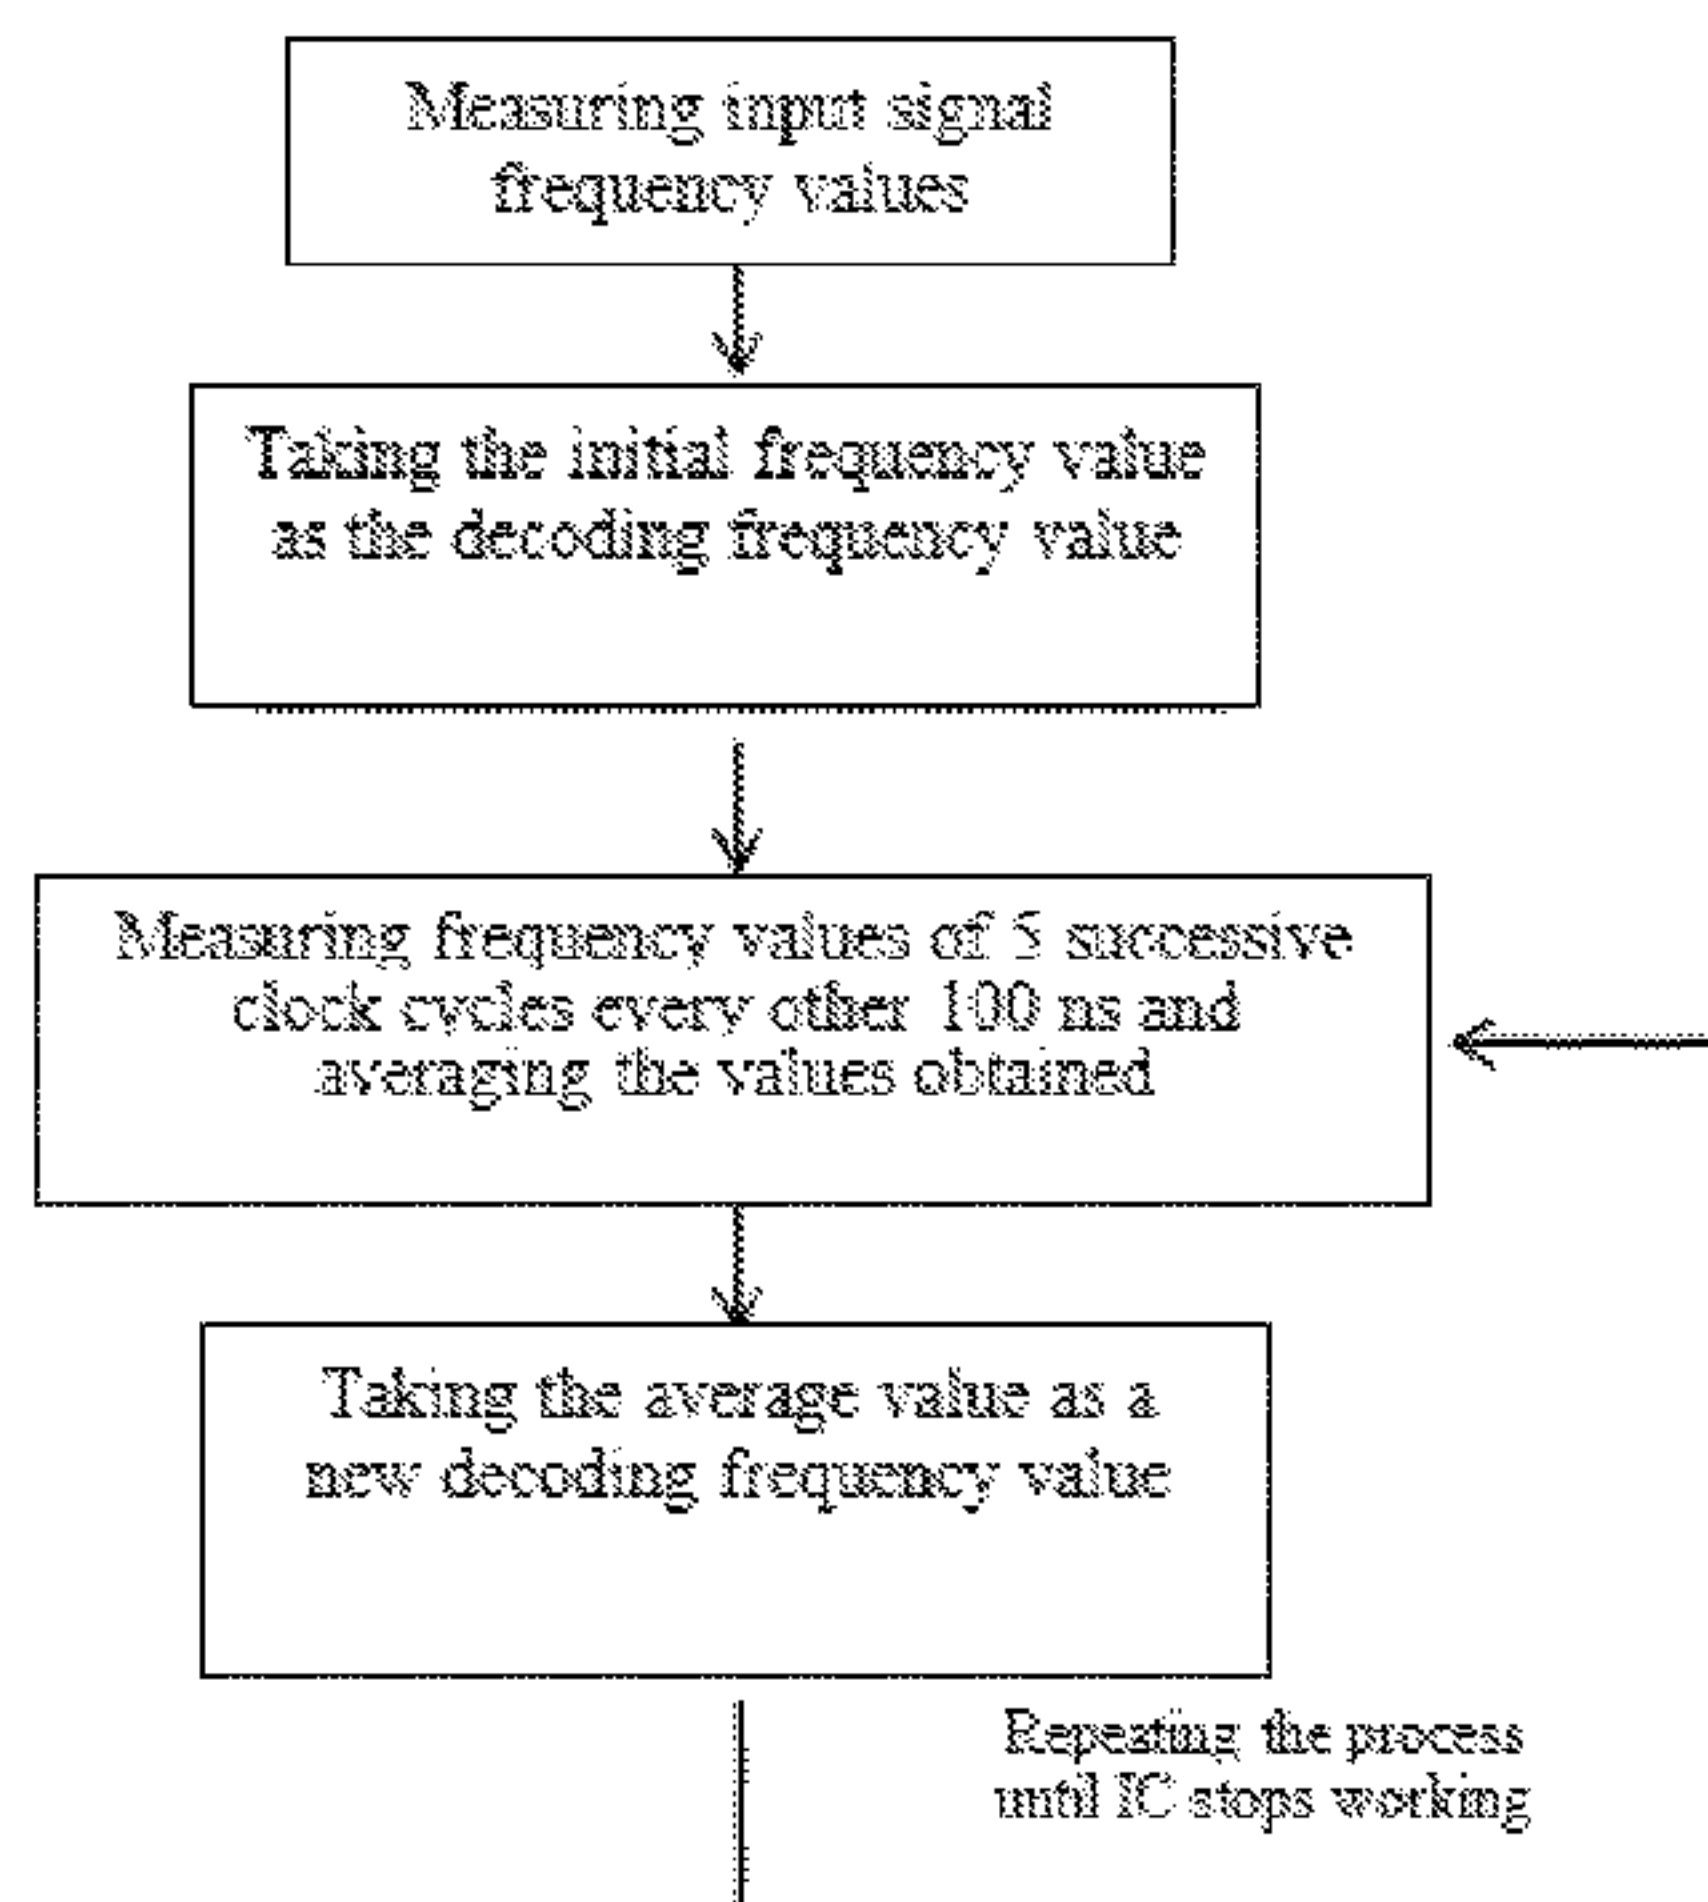 Measuring input signal
frequency values
Taking the initial frequency value
as the decoding frequency value
Measuring frequency values of 5 successive
clock cycles every other 100 ns and
averaging the values obtained
Taking the average value as a
new decoding frequency value
Repeating the process
until IC stops working